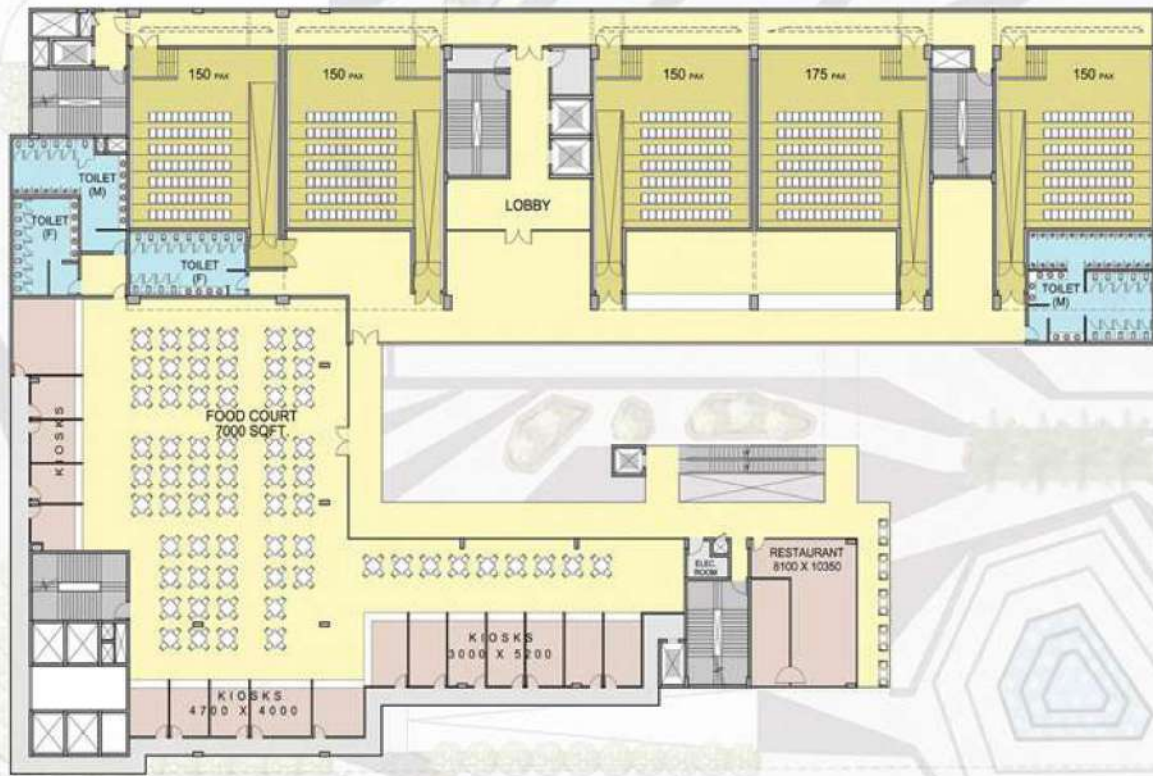 150 PAX
150 PAX
150 PAX
175 PAX
150 PAX
TOILET
(M)
TOILET
(F)
TOILET
(F)
LOBBY
TOILET
(M)
FOOD COURT
7000 SQFT.
KIOSKS
ELEC.
ROOM
RESTAURANT
8100 X 10350
KIOSKS
3000 X 5200
KIOSKS
4700 X 4000